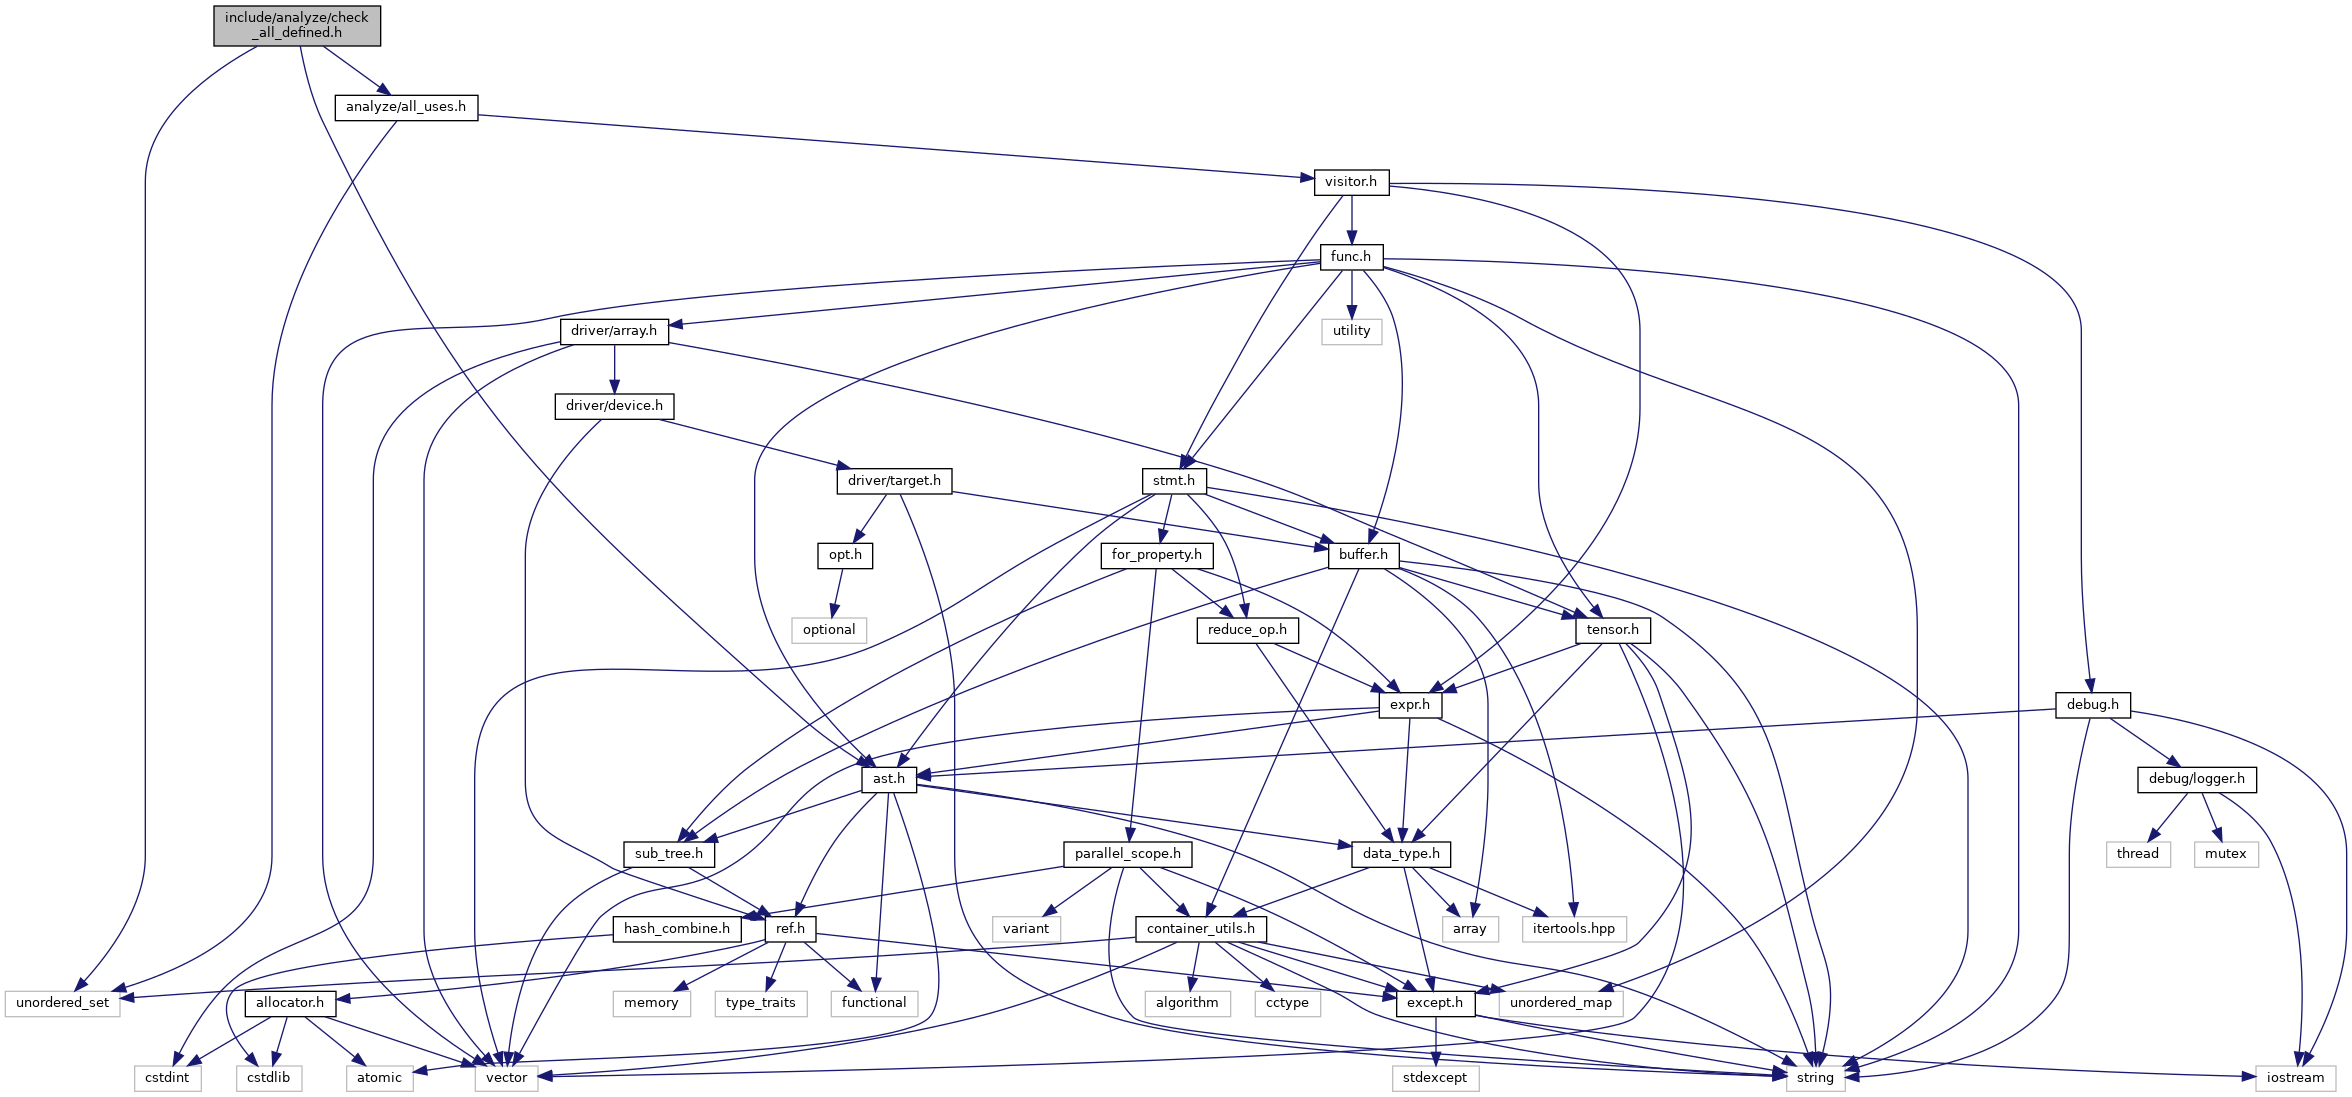 include/analyze/check
_all_defined.h
analyze/all_uses.h
visitor.h
func.h
driver/array.h
utility
driver/device.h
driver/target.h
stmt.h
opt.h
for_property.h
buffer.h
optional
reduce_op.h
tensor.h
expr.h
debug.h
ast.h
debug/logger.h
sub_tree.h
parallel_scope.h
data_type.h
thread
mutex
hash_combine.h
ref.h
variant
container_utils.h
array
itertools.hpp
unordered_set
allocator.h
memory
type_traits
functional
algorithm
cctype
except.h
unordered_map
cstdint
cstdlib
atomic
vector
stdexcept
string
iostream